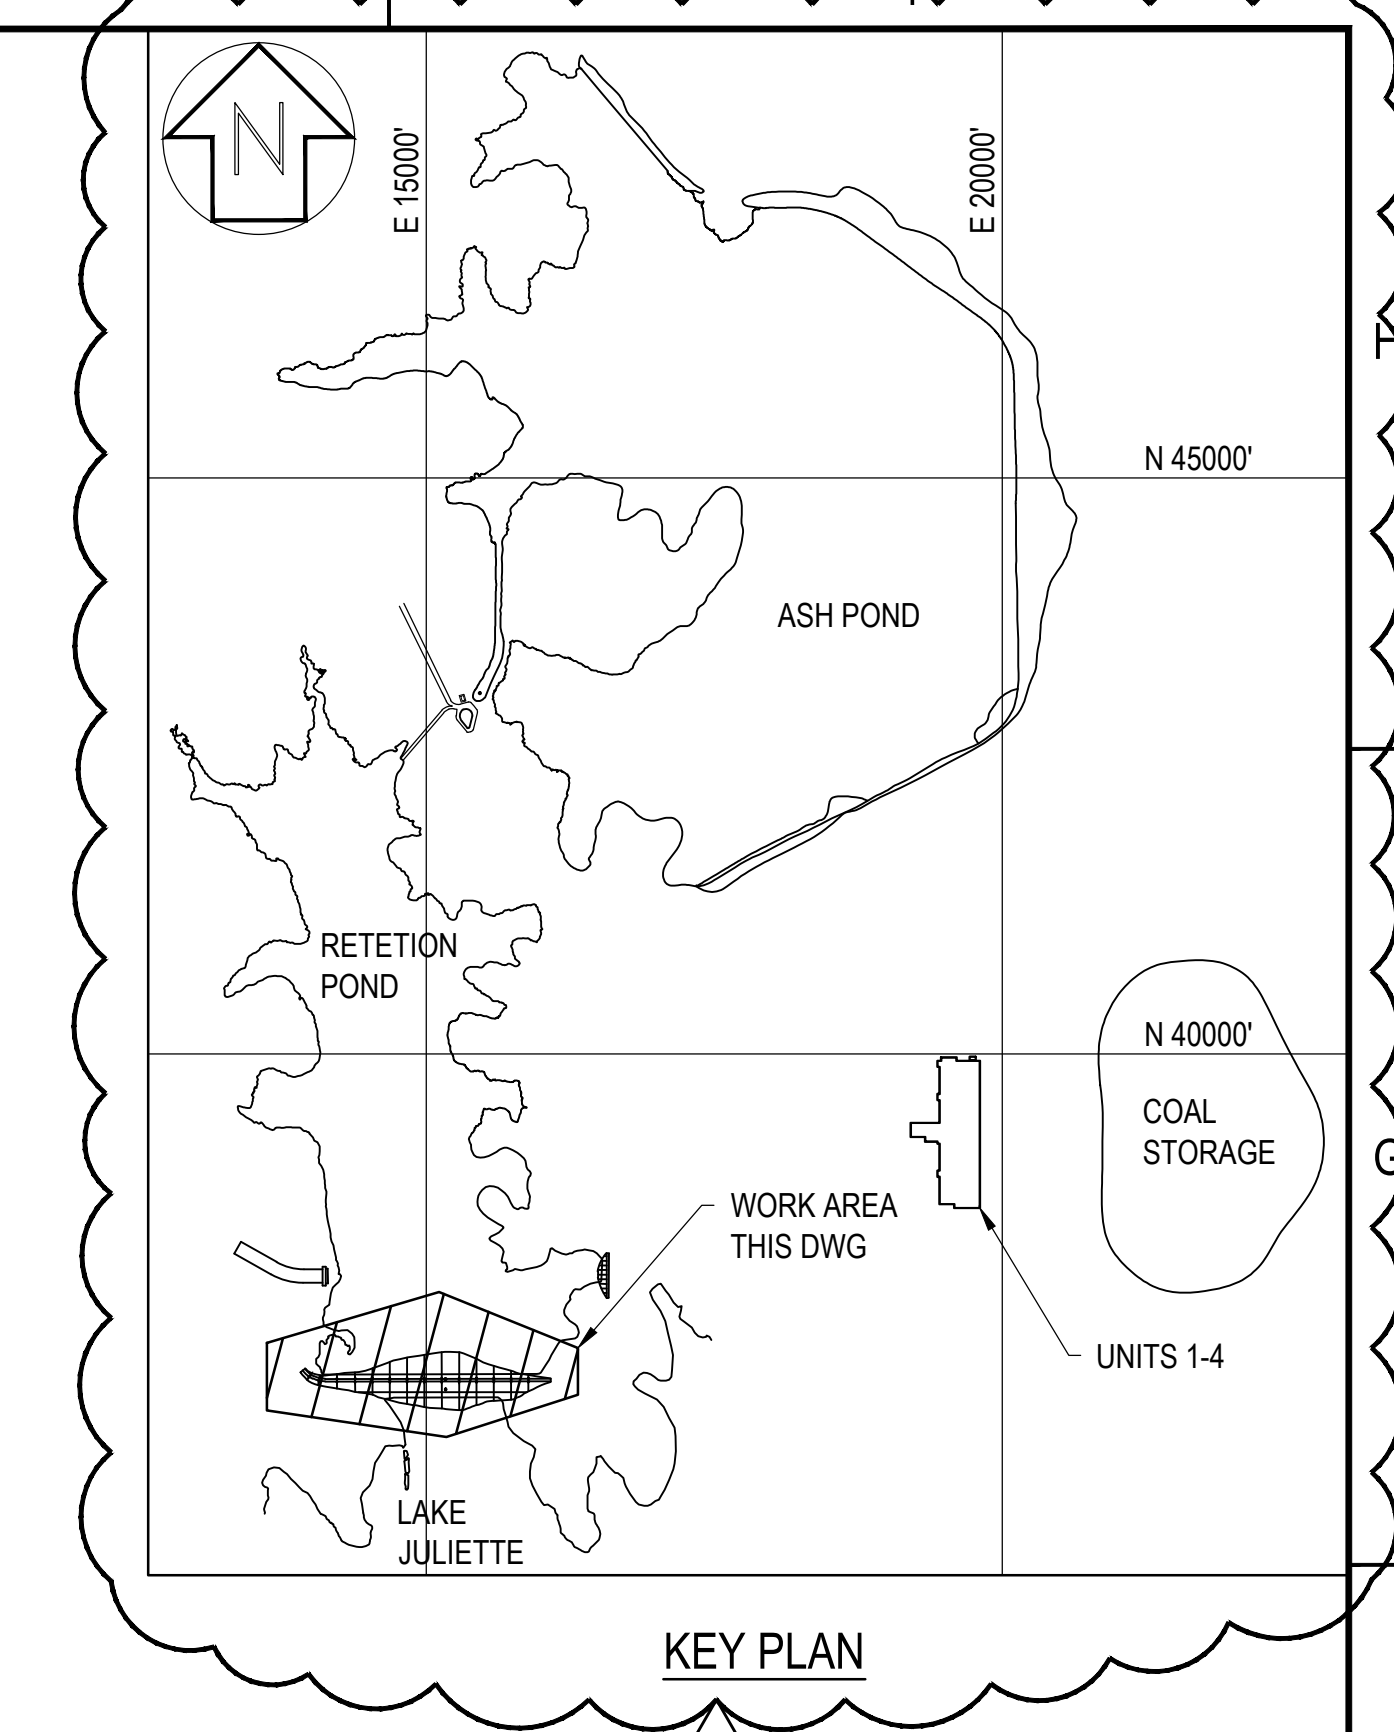 N
E 15000'
E 20000'
N 45000'
ASH POND
RETETION
POND
N 40000'
COAL
STORAGE
WORK AREA
THIS DWG
UNITS 1-4
LAKE
JULIETTE
KEY PLAN